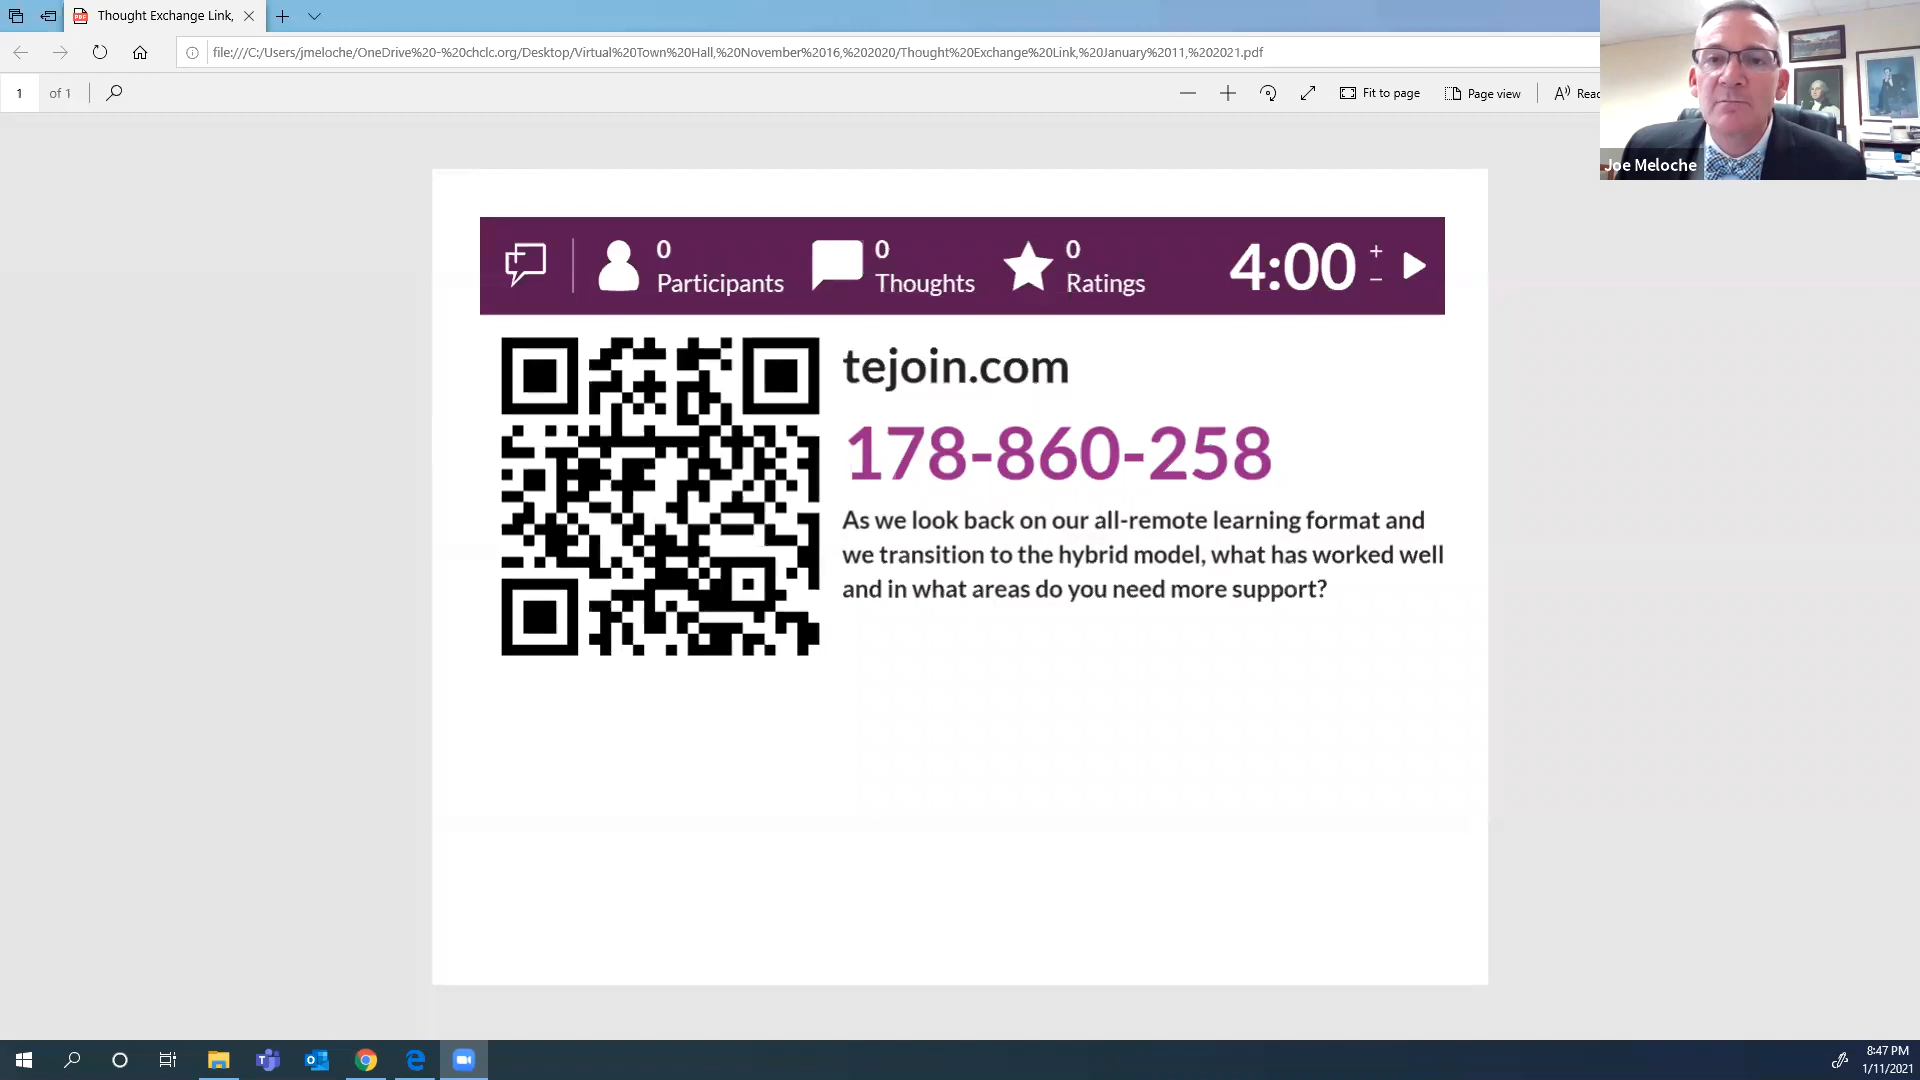 Thought Exchange Link,
file:///C:/Users/jmeloche/OneDrive%20-%20chclc.org/Desktop/Virtual%20Town%20Hall,%20November%2016,%202020/Thought%20Exchange%20Link,%20January%2011,%202021.pdf
1 of 1
Fit to page
Page view
Read
Joe Meloche
0
Participants
0
Thoughts
0
Ratings
4:00
+
−
tejoin.com
178-860-258
As we look back on our all-remote learning format and
we transition to the hybrid model, what has worked well
and in what areas do you need more support?
8:47 PM
1/11/2021